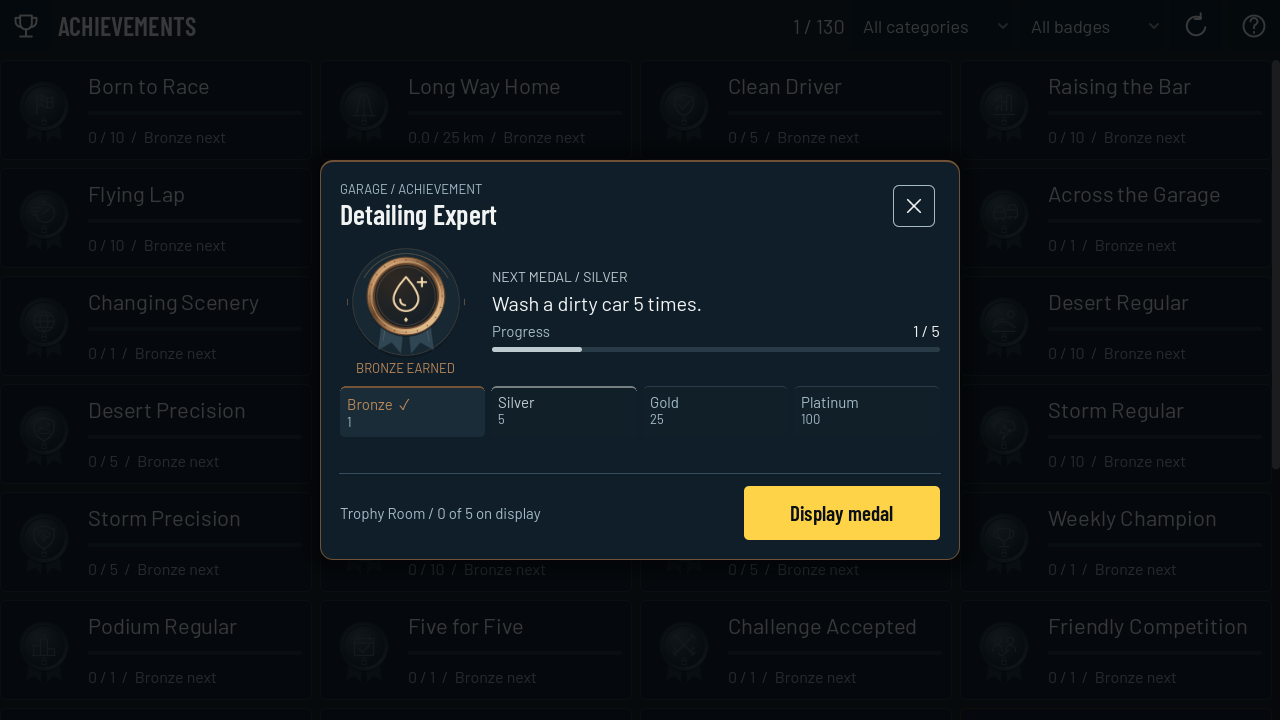 ACHIEVEMENTS
1 / 130
All categories
All badges
Born to Race
0 / 10 / Bronze next
Long Way Home
0.0 / 25 km / Bronze next
Clean Driver
0 / 5 / Bronze next
Raising the Bar
0 / 10 / Bronze next
Flying Lap
0 / 10 / Bronze next
Across the Garage
0 / 1 / Bronze next
Changing Scenery
0 / 1 / Bronze next
Desert Regular
0 / 10 / Bronze next
Desert Precision
0 / 5 / Bronze next
Storm Regular
0 / 10 / Bronze next
GARAGE / ACHIEVEMENT
Detailing Expert
NEXT MEDAL / SILVER
Wash a dirty car 5 times.
Progress
1 / 5
BRONZE EARNED
Bronze ✓
1
Silver
5
Gold
25
Platinum
100
Trophy Room / 0 of 5 on display
Display medal
Storm Precision
0 / 5 / Bronze next
0 / 10 / Bronze next
0 / 5 / Bronze next
Weekly Champion
0 / 1 / Bronze next
Podium Regular
0 / 1 / Bronze next
Five for Five
0 / 1 / Bronze next
Challenge Accepted
0 / 1 / Bronze next
Friendly Competition
0 / 1 / Bronze next